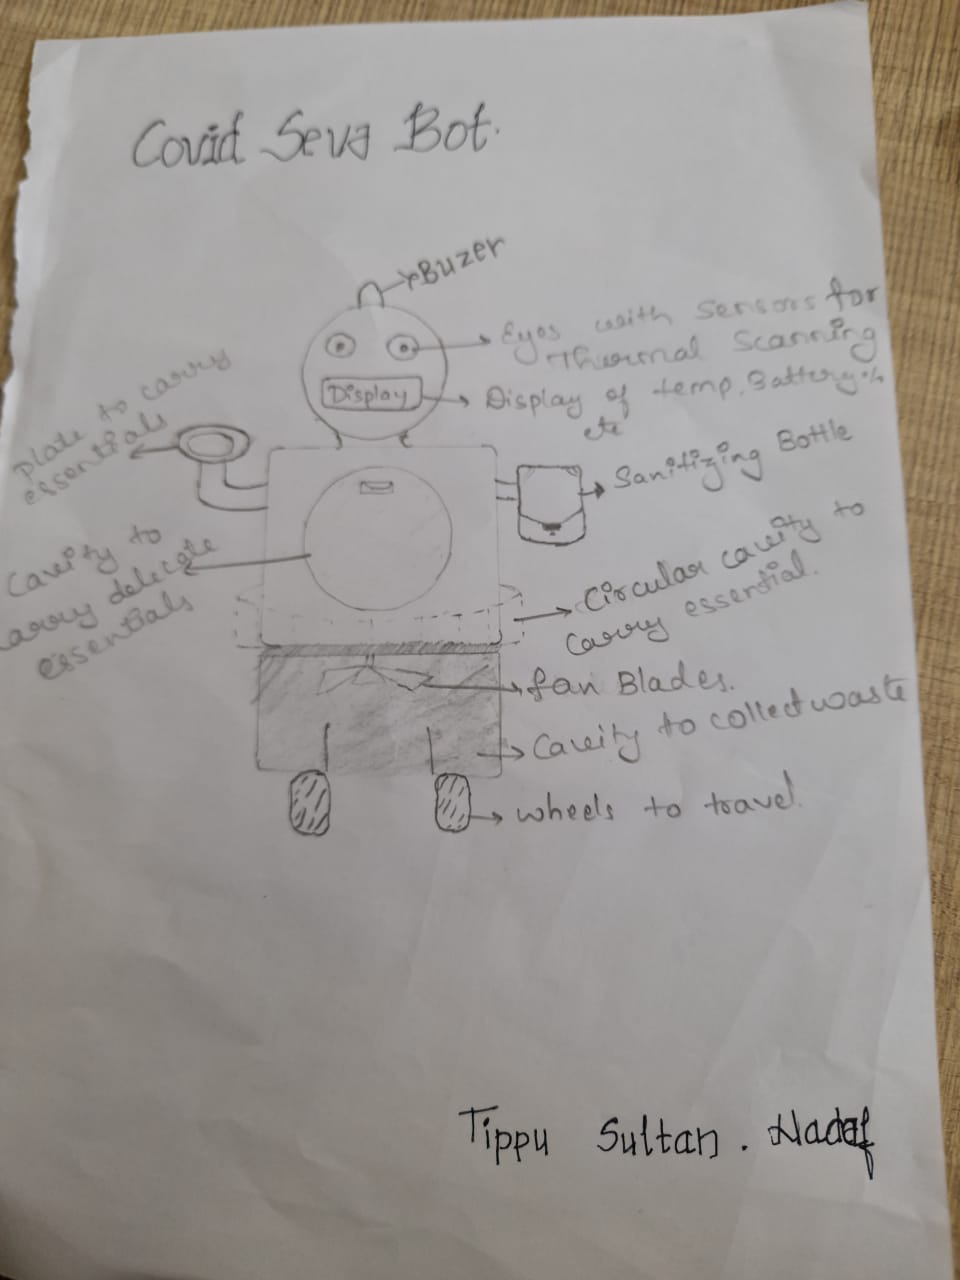 Covid Seva Bot.
Buzer
Eyes with sensors for
Thermal Scanning
Display
Display of temp. Battery %
etc
plate to carry
essentials
Sanitizing Bottle
Cavity to
carry delicate
essentials
Circular cavity to
carry essential.
fan Blades.
Cavity to collect waste
wheels to travel.
Tippu Sultan. Nadaf